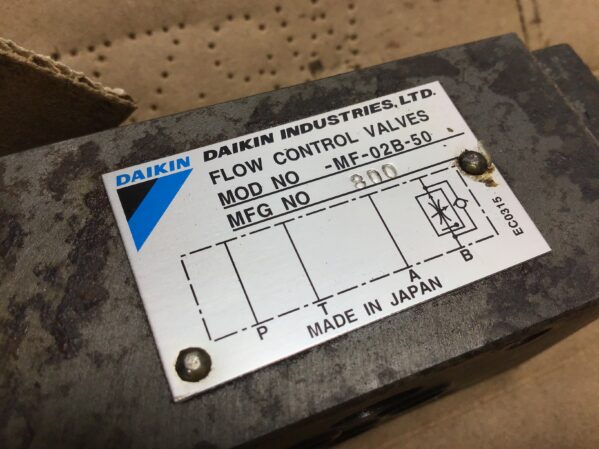 DAIKIN
DAIKIN INDUSTRIES, LTD.
FLOW CONTROL VALVES
MOD NO -MF-02B-50
MFG NO 800
P T A B
EC0315
MADE IN JAPAN